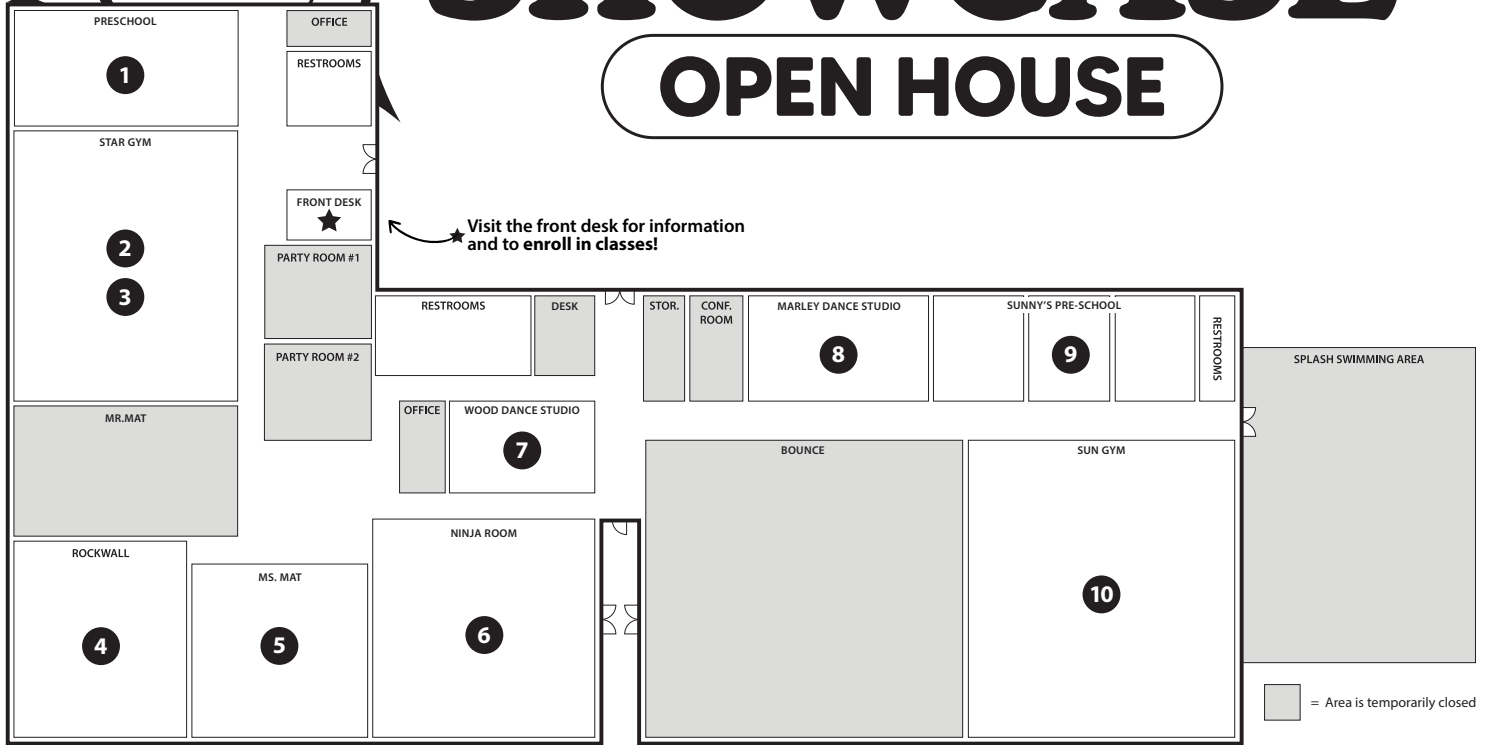 SHOWCASE
OPEN HOUSE
PRESCHOOL
1
OFFICE
RESTROOMS
STAR GYM
2
3
FRONT DESK
Visit the front desk for information
and to enroll in classes!
PARTY ROOM #1
PARTY ROOM #2
RESTROOMS
DESK
STOR.
CONF.
ROOM
MARLEY DANCE STUDIO
8
SUNNY'S PRE-SCHOOL
9
RESTROOMS
SPLASH SWIMMING AREA
MR.MAT
OFFICE
WOOD DANCE STUDIO
7
BOUNCE
SUN GYM
10
ROCKWALL
4
MS. MAT
5
NINJA ROOM
6
= Area is temporarily closed